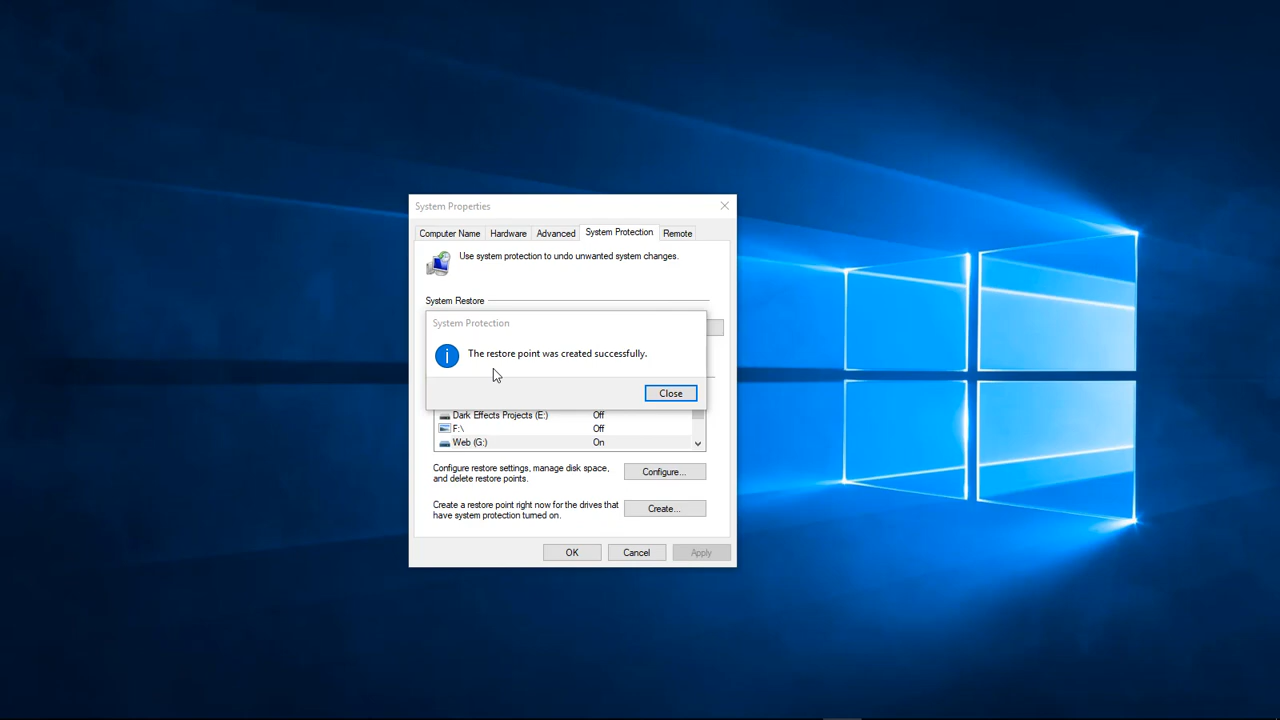 System Properties
Computer Name Hardware Advanced System Protection Remote
Use system protection to undo unwanted system changes.
System Restore
System Protection
The restore point was created successfully.
Close
Dark Effects Projects (E:) Off
F:\ Off
Web (G:) On
Configure restore settings, manage disk space,
and delete restore points.
Configure...
Create a restore point right now for the drives that
have system protection turned on.
Create...
OK Cancel Apply